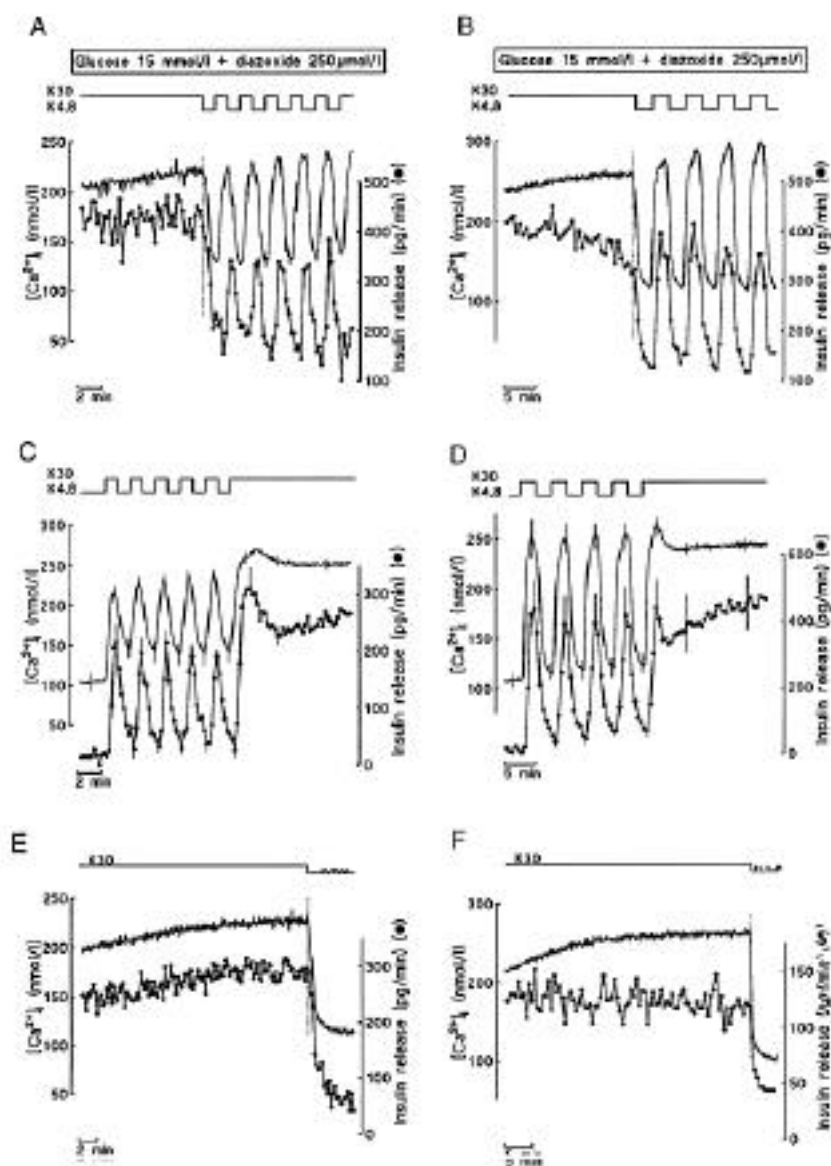 A
Glucose 15 mmol/l + diazoxide 250µmol/l
K30
K4.8
250
200
150
100
50
[Ca²⁺]i (nmol/l)
500
400
300
200
100
Insulin release (pg/min) (●)
2 min
B
Glucose 15 mmol/l + diazoxide 250µmol/l
K30
K4.8
300
200
100
[Ca²⁺]i (nmol/l)
500
400
300
200
100
Insulin release (pg/min) (●)
5 min
C
K30
K4.8
300
250
200
150
100
50
[Ca²⁺]i (nmol/l)
400
200
0
Insulin release (pg/min) (●)
2 min
D
K30
K4.8
250
200
150
100
[Ca²⁺]i (nmol/l)
600
400
200
0
Insulin release (pg/min) (●)
5 min
E
K30
250
200
150
100
50
[Ca²⁺]i (nmol/l)
300
200
100
0
Insulin release (pg/min) (●)
2 min
F
K30
300
200
100
[Ca²⁺]i (nmol/l)
150
100
50
0
Insulin release
5 min